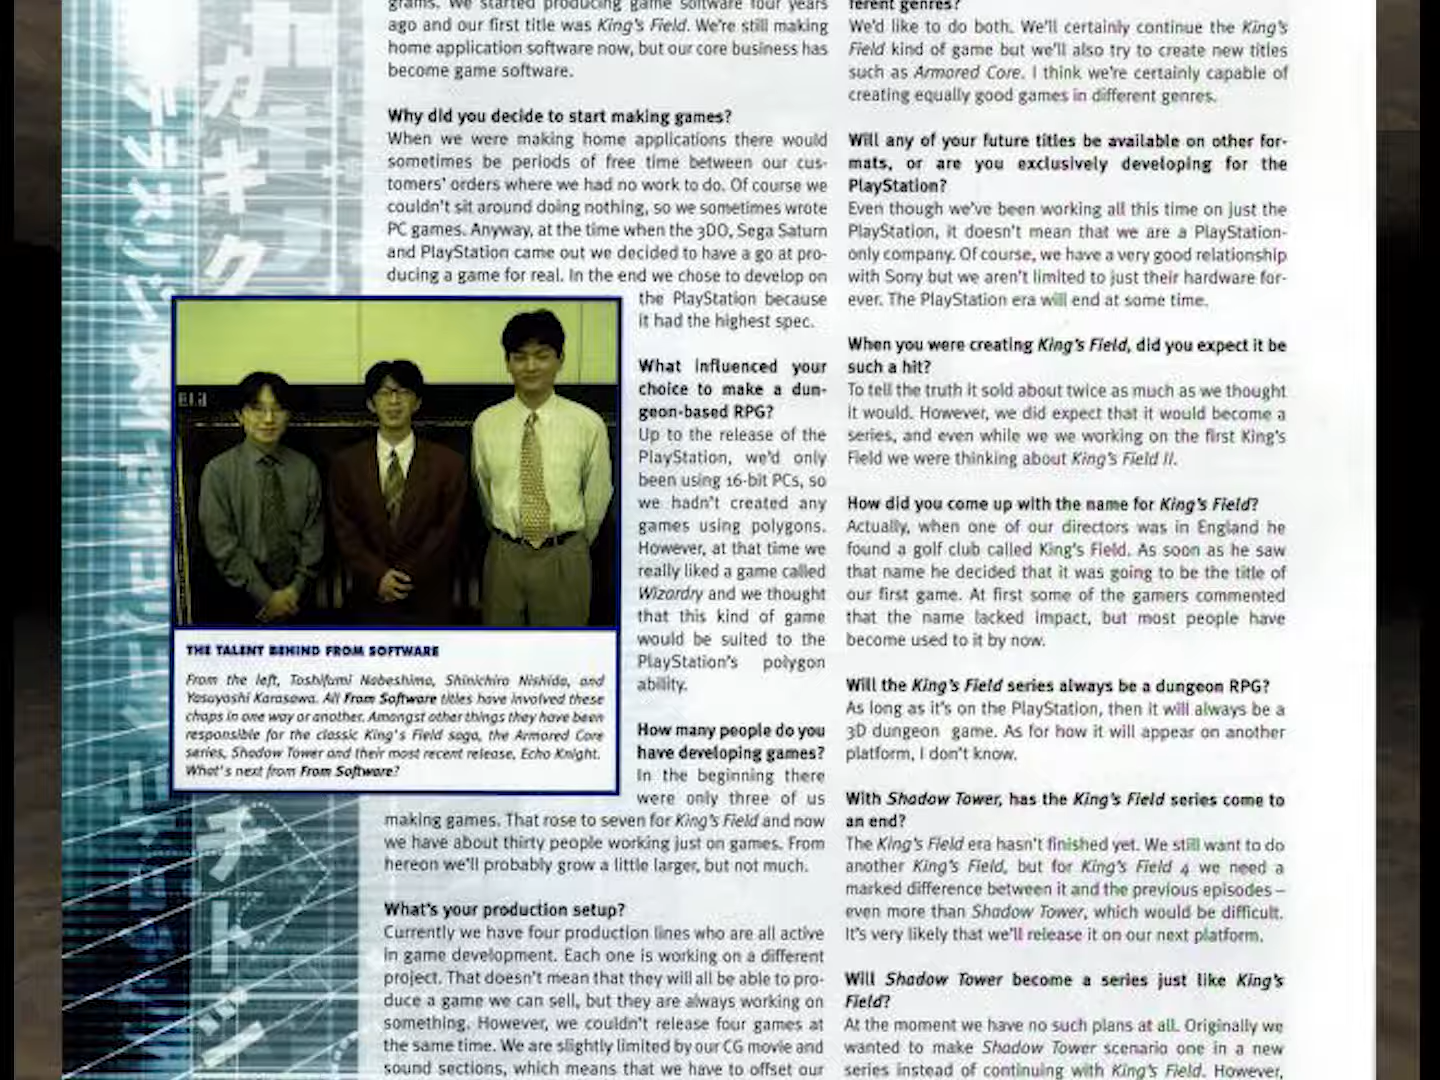 grams. We started producing game software four years
ago and our first title was King's Field. We're still making
home application software now, but our core business has
become game software.
Why did you decide to start making games?
When we were making home applications there would
sometimes be periods of free time between our cus-
tomers' orders where we had no work to do. Of course we
couldn't sit around doing nothing, so we sometimes wrote
PC games. Anyway, at the time when the 3DO, Sega Saturn
and PlayStation came out we decided to have a go at pro-
ducing a game for real. In the end we chose to develop on
the PlayStation because
it had the highest spec.
What influenced your
choice to make a dun-
geon-based RPG?
Up to the release of the
PlayStation, we'd only
been using 16-bit PCs, so
we hadn't created any
games using polygons.
However, at that time we
really liked a game called
Wizardry and we thought
that this kind of game
would be suited to the
PlayStation's polygon
ability.
How many people do you
have developing games?
In the beginning there
were only three of us
making games. That rose to seven for King's Field and now
we have about thirty people working just on games. From
hereon we'll probably grow a little larger, but not much.
What's your production setup?
Currently we have four production lines who are all active
in game development. Each one is working on a different
project. That doesn't mean that they will all be able to pro-
duce a game we can sell, but they are always working on
something. However, we couldn't release four games at
the same time. We are slightly limited by our CG movie and
sound sections, which means that we have to offset our
THE TALENT BEHIND FROM SOFTWARE
From the left, Toshifumi Nabeshima, Shinichiro Nishida, and
Yasuyoshi Karasawa. All From Software titles have involved these
chaps in one way or another. Amongst other things they have been
responsible for the classic King's Field saga, the Armored Core
series, Shadow Tower and their most recent release, Echo Knight.
What's next from From Software?
ferent genres?
We'd like to do both. We'll certainly continue the King's
Field kind of game but we'll also try to create new titles
such as Armored Core. I think we're certainly capable of
creating equally good games in different genres.
Will any of your future titles be available on other for-
mats, or are you exclusively developing for the
PlayStation?
Even though we've been working all this time on just the
PlayStation, it doesn't mean that we are a PlayStation-
only company. Of course, we have a very good relationship
with Sony but we aren't limited to just their hardware for-
ever. The PlayStation era will end at some time.
When you were creating King's Field, did you expect it be
such a hit?
To tell the truth it sold about twice as much as we thought
it would. However, we did expect that it would become a
series, and even while we we working on the first King's
Field we were thinking about King's Field II.
How did you come up with the name for King's Field?
Actually, when one of our directors was in England he
found a golf club called King's Field. As soon as he saw
that name he decided that it was going to be the title of
our first game. At first some of the gamers commented
that the name lacked impact, but most people have
become used to it by now.
Will the King's Field series always be a dungeon RPG?
As long as it's on the PlayStation, then it will always be a
3D dungeon game. As for how it will appear on another
platform, I don't know.
With Shadow Tower, has the King's Field series come to
an end?
The King's Field era hasn't finished yet. We still want to do
another King's Field, but for King's Field 4 we need a
marked difference between it and the previous episodes –
even more than Shadow Tower, which would be difficult.
It's very likely that we'll release it on our next platform.
Will Shadow Tower become a series just like King's
Field?
At the moment we have no such plans at all. Originally we
wanted to make Shadow Tower scenario one in a new
series instead of continuing with King's Field. However,
カキク